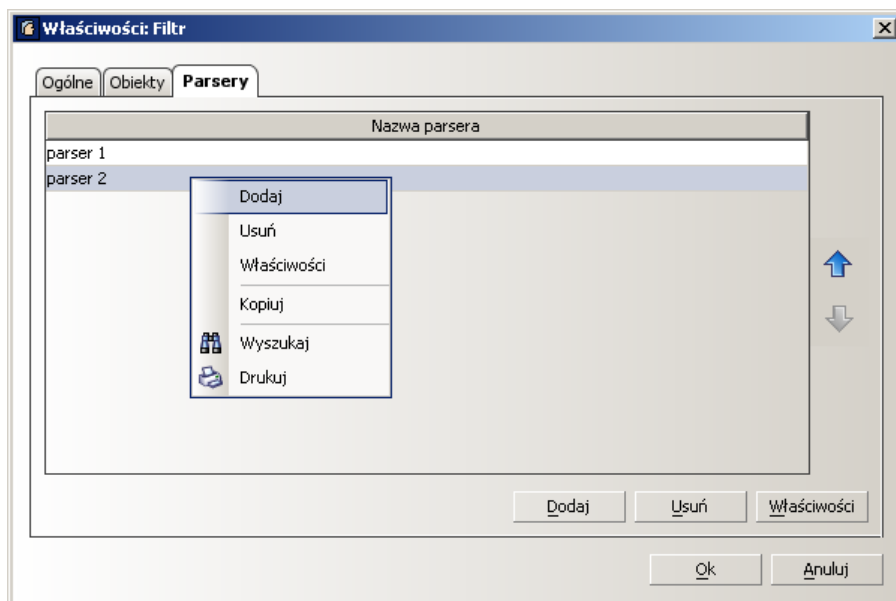 Właściwości: Filtr
Ogólne Obiekty Parsery
Nazwa parsera
parser 1
parser 2
Dodaj
Usuń
Właściwości
Kopiuj
Wyszukaj
Drukuj
Dodaj Usuń Właściwości
Ok Anuluj